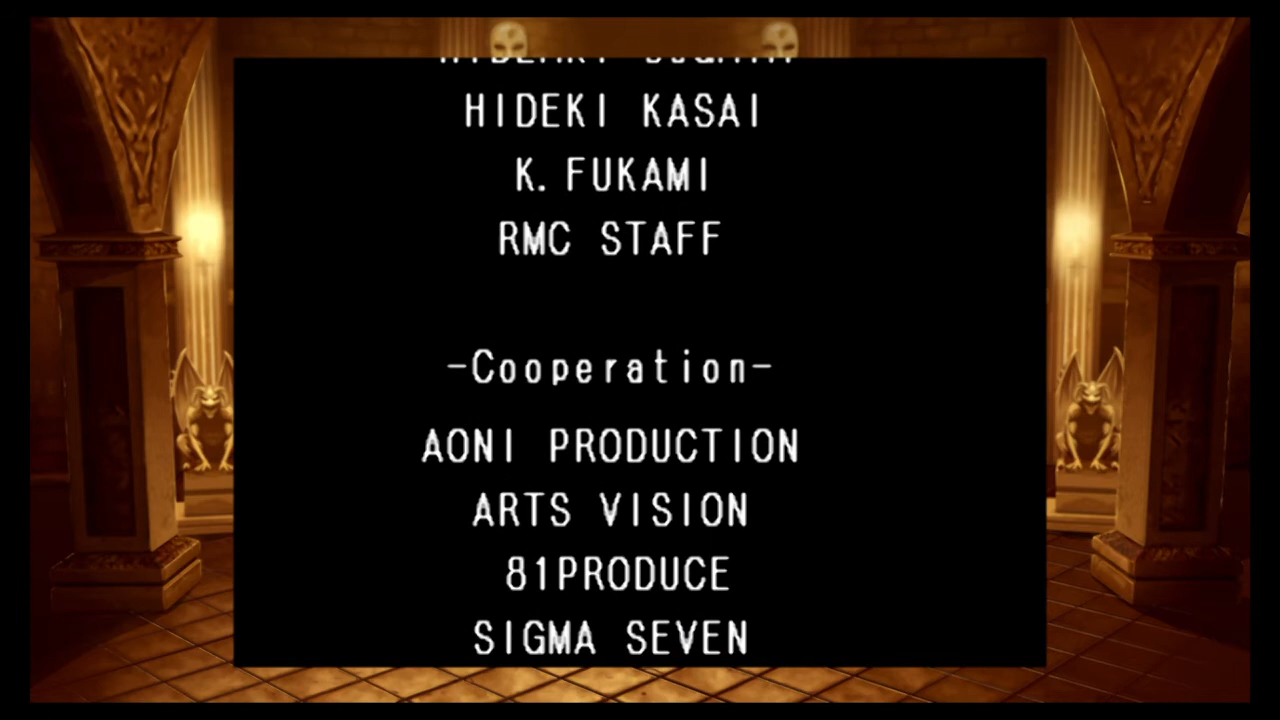 HIDEKI KASAI
K. FUKAMI
RMC STAFF
-Cooperation-
AONI PRODUCTION
ARTS VISION
81PRODUCE
SIGMA SEVEN